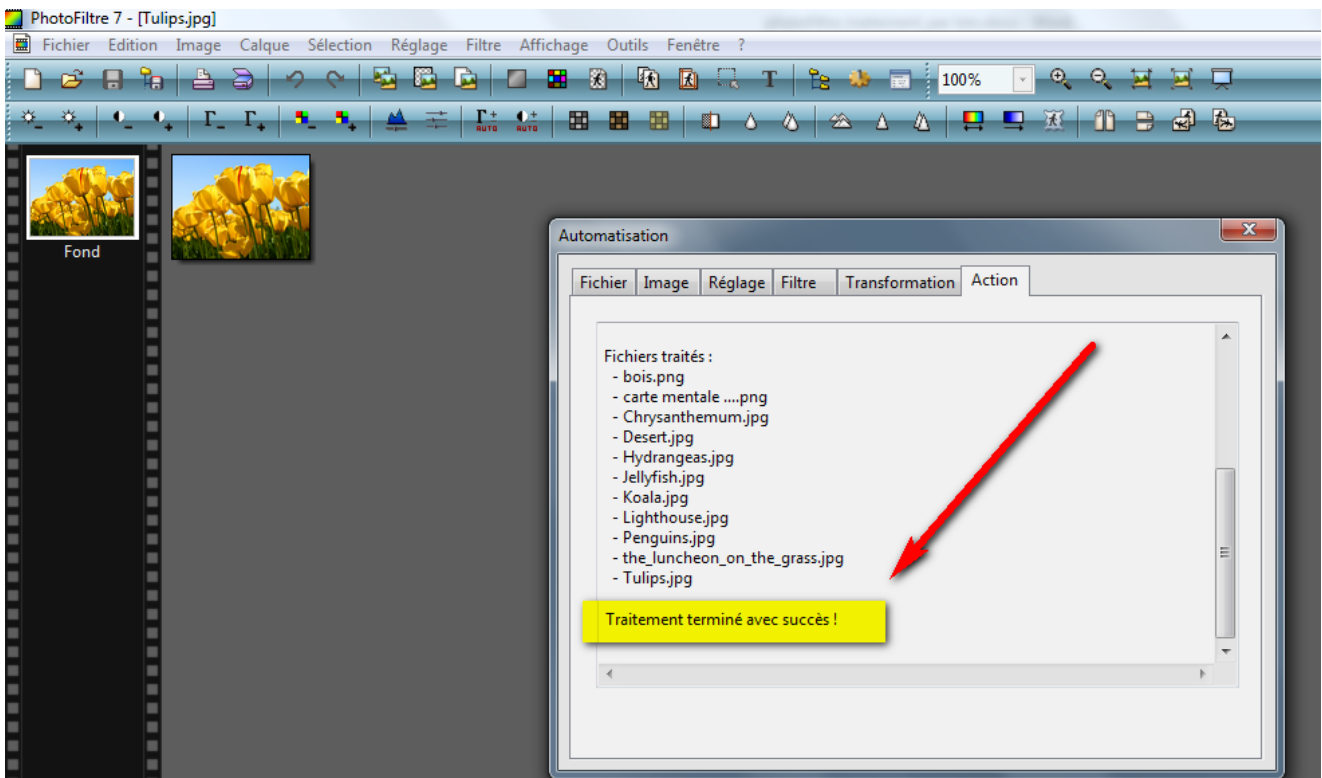 PhotoFiltre 7 - [Tulips.jpg]
Fichier Edition Image Calque Sélection Réglage Filtre Affichage Outils Fenêtre ?
T 100%
Γ- Γ+ Γ+ AUTO AUTO
Fond
Automatisation
Fichier Image Réglage Filtre Transformation Action
Fichiers traités :
- bois.png
- carte mentale ....png
- Chrysanthemum.jpg
- Desert.jpg
- Hydrangeas.jpg
- Jellyfish.jpg
- Koala.jpg
- Lighthouse.jpg
- Penguins.jpg
- the_luncheon_on_the_grass.jpg
- Tulips.jpg
Traitement terminé avec succès !